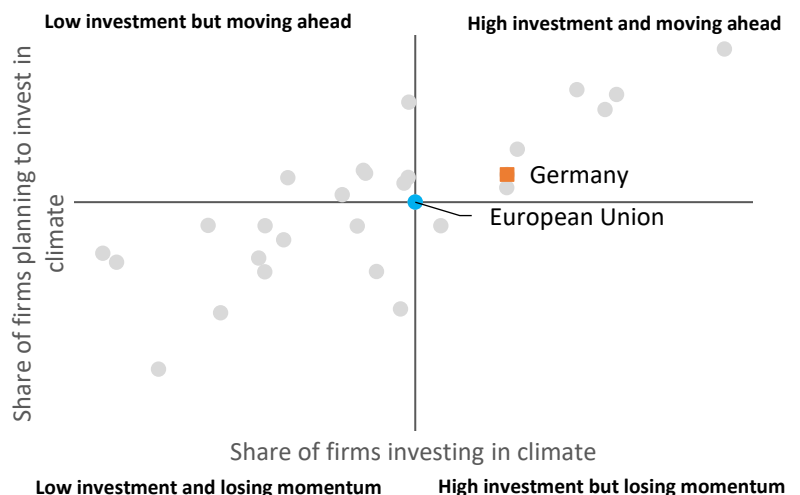 Low investment but moving ahead
High investment and moving ahead
Share of firms planning to invest in
climate
Germany
European Union
Share of firms investing in climate
Low investment and losing momentum
High investment but losing momentum